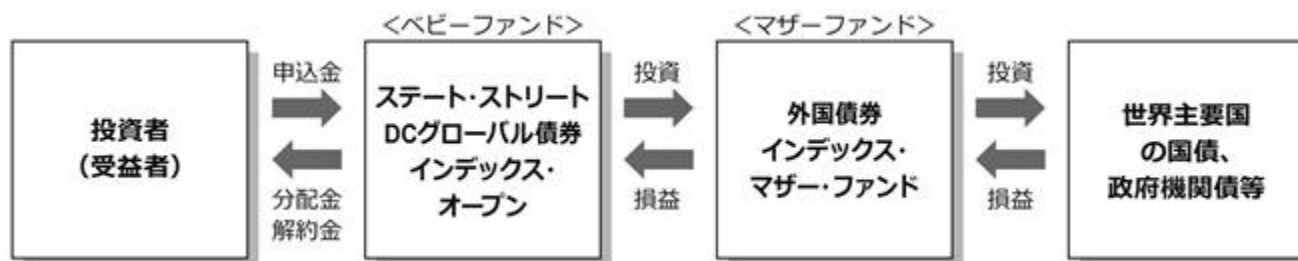 <ベビーファンド>
<マザーファンド>
投資者
(受益者)
申込金
分配金
解約金
ステート・ストリート
DCグローバル債券
インデックス・
オープン
投資
損益
外国債券
インデックス・
マザー・ファンド
投資
損益
世界主要国
の国債、
政府機関債等